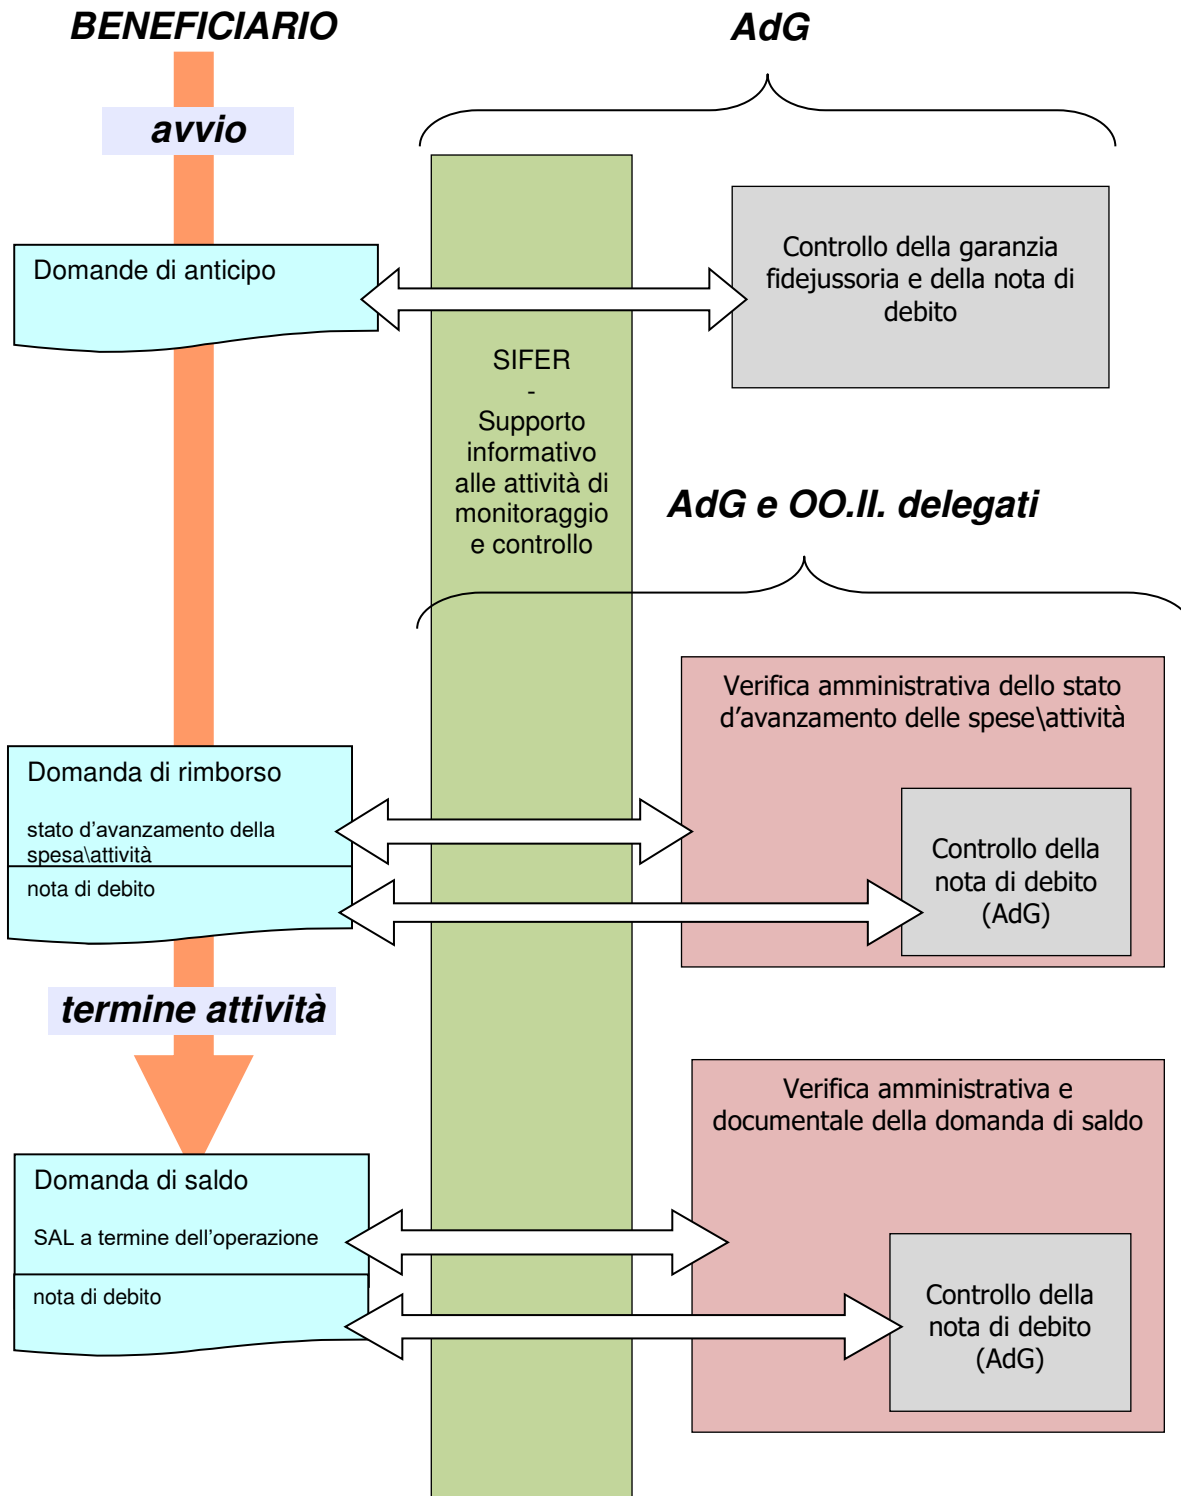 BENEFICIARIO
AdG
avvio
Domande di anticipo
Controllo della garanzia
fidejussoria e della nota di
debito
SIFER
-
Supporto
informativo
alle attività di
monitoraggio
e controllo
AdG e OO.II. delegati
Verifica amministrativa dello stato
d’avanzamento delle spese\attività
Domanda di rimborso
stato d’avanzamento della
spesa\attività
nota di debito
Controllo della
nota di debito
(AdG)
termine attività
Verifica amministrativa e
documentale della domanda di saldo
Domanda di saldo
SAL a termine dell’operazione
nota di debito
Controllo della
nota di debito
(AdG)